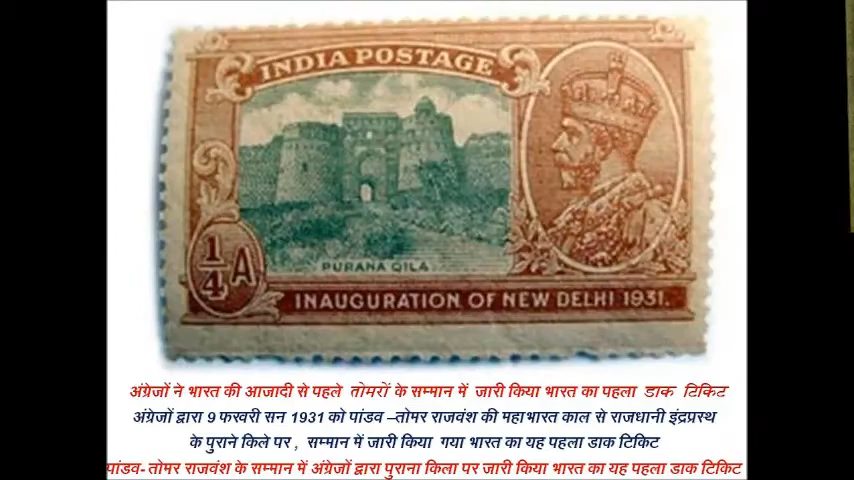 INDIA POSTAGE
PURANA QILA
1/4 A
INAUGURATION OF NEW DELHI 1931.
अंग्रेजों ने भारत की आजादी से पहले तोमरों के सम्मान में जारी किया भारत का पहला डाक टिकिट
अंग्रेजों द्वारा 9 फरवरी सन 1931 को पांडव –तोमर राजवंश की महाभारत काल से राजधानी इंद्रप्रस्थ
के पुराने किले पर , सम्मान में जारी किया गया भारत का यह पहला डाक टिकिट
पांडव- तोमर राजवंश के सम्मान में अंग्रेजों द्वारा पुराना किला पर जारी किया भारत का यह पहला डाक टिकिट